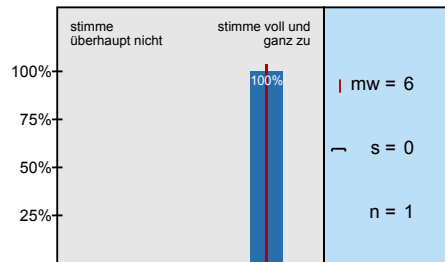 stimme
überhaupt nicht
stimme voll und
ganz zu
100%
75%
50%
25%
100%
mw = 6
s = 0
n = 1